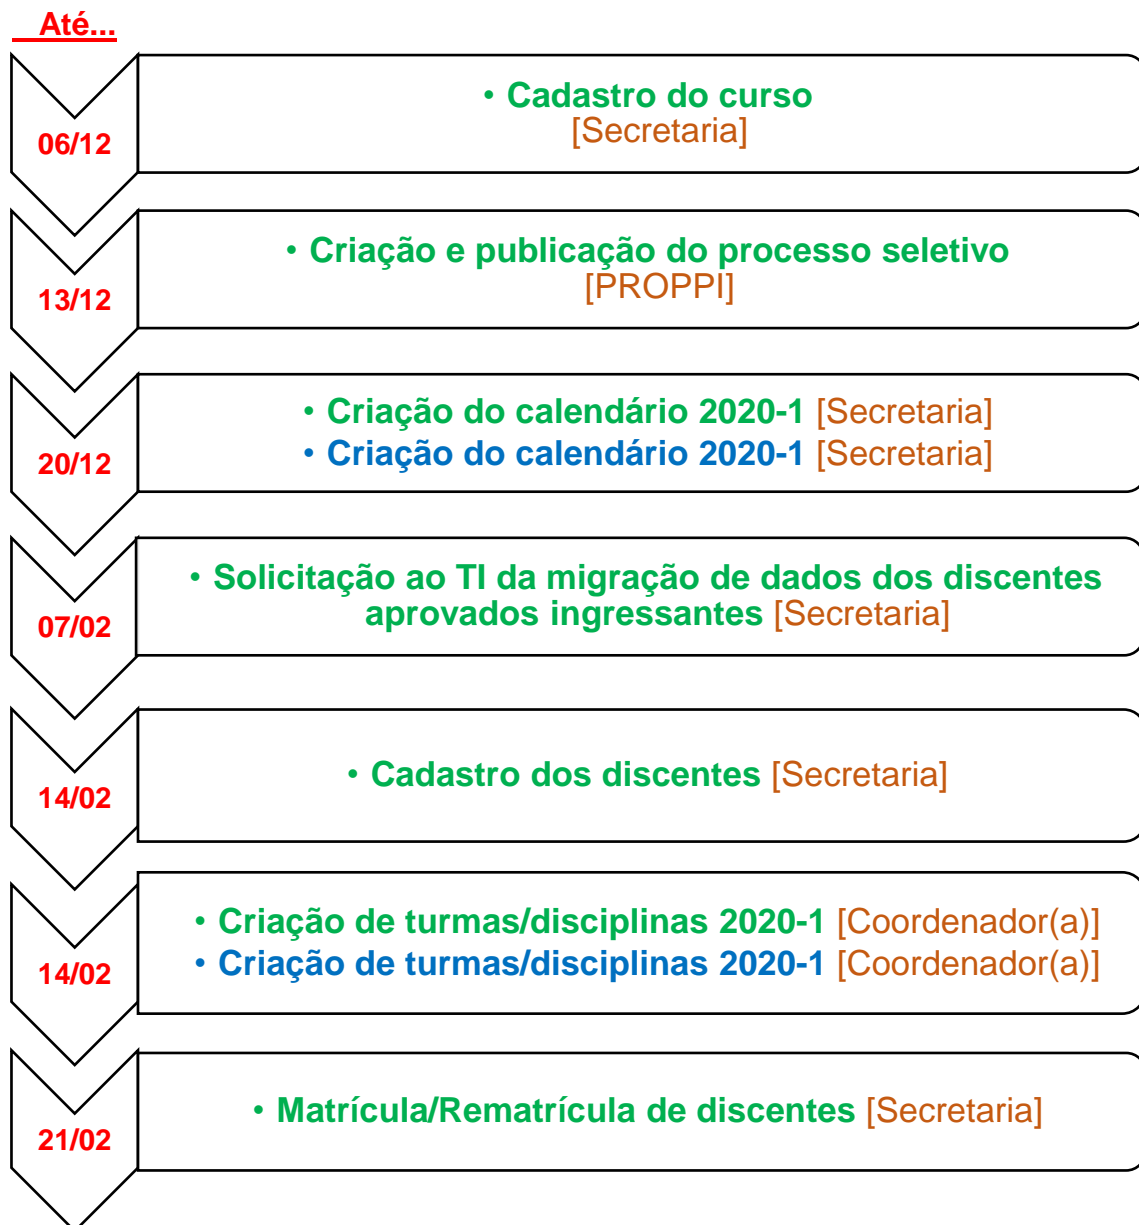 Até...
06/12
• Cadastro do curso
[Secretaria]
13/12
• Criação e publicação do processo seletivo
[PROPPI]
20/12
• Criação do calendário 2020-1 [Secretaria]
• Criação do calendário 2020-1 [Secretaria]
07/02
• Solicitação ao TI da migração de dados dos discentes
aprovados ingressantes [Secretaria]
14/02
• Cadastro dos discentes [Secretaria]
14/02
• Criação de turmas/disciplinas 2020-1 [Coordenador(a)]
• Criação de turmas/disciplinas 2020-1 [Coordenador(a)]
21/02
• Matrícula/Rematrícula de discentes [Secretaria]